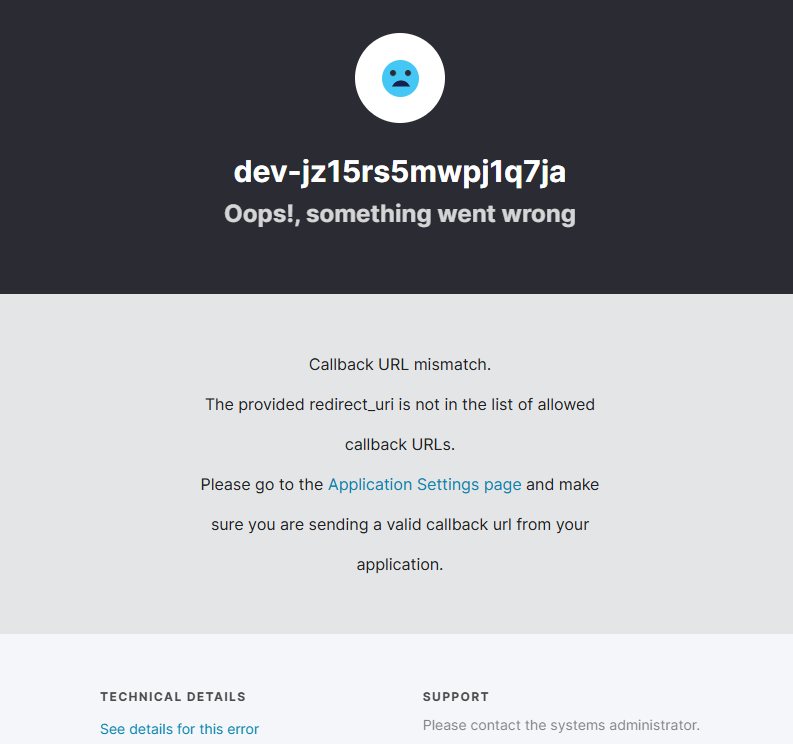 dev-jz15rs5mwpj1q7ja
Oops!, something went wrong
Callback URL mismatch.
The provided redirect_uri is not in the list of allowed
callback URLs.
Please go to the Application Settings page and make
sure you are sending a valid callback url from your
application.
TECHNICAL DETAILS
See details for this error
SUPPORT
Please contact the systems administrator.